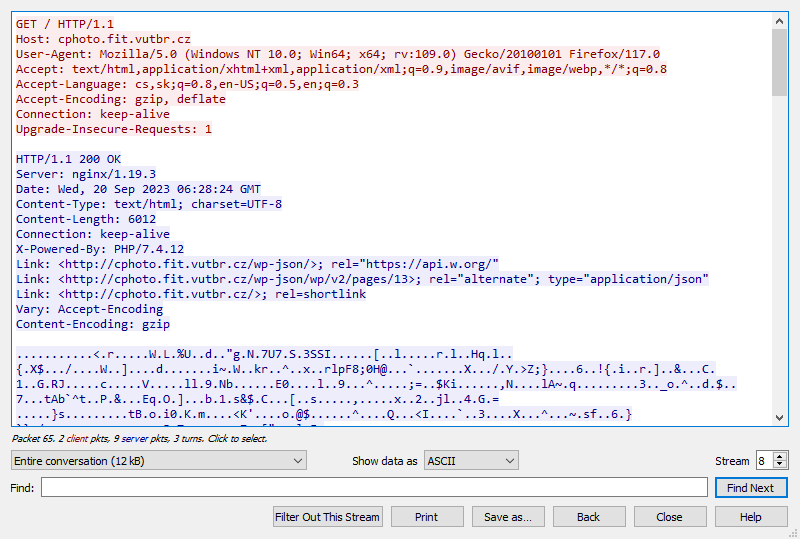 GET / HTTP/1.1
Host: cphoto.fit.vutbr.cz
User-Agent: Mozilla/5.0 (Windows NT 10.0; Win64; x64; rv:109.0) Gecko/20100101 Firefox/117.0
Accept: text/html,application/xhtml+xml,application/xml;q=0.9,image/avif,image/webp,*/*;q=0.8
Accept-Language: cs,sk;q=0.8,en-US;q=0.5,en;q=0.3
Accept-Encoding: gzip, deflate
Connection: keep-alive
Upgrade-Insecure-Requests: 1
HTTP/1.1 200 OK
Server: nginx/1.19.3
Date: Wed, 20 Sep 2023 06:28:24 GMT
Content-Type: text/html; charset=UTF-8
Content-Length: 6012
Connection: keep-alive
X-Powered-By: PHP/7.4.12
Link: <http://cphoto.fit.vutbr.cz/wp-json/>; rel="https://api.w.org/"
Link: <http://cphoto.fit.vutbr.cz/wp-json/wp/v2/pages/13>; rel="alternate"; type="application/json"
Link: <http://cphoto.fit.vutbr.cz/>; rel=shortlink
Vary: Accept-Encoding
Content-Encoding: gzip
...........<.r.....W.L.%U..d.."g.N.7U7.S.3SSI......[..l.....r.l..Hq.l..
{.X$.../....W..]....d.......i~.W..kr..^..x..rlpF8;0H@...`.......X.../.Y.>Z;}....6..!{.i..r.]..&...C.
1..G.RJ.....c.....V.....ll.9.Nb......E0....l..9...^.....;=..$Ki......,N....lA~.q.........3.._o.^..d.$..
7...tAb`^t..P.&...Eq.O.]...b.1.s&$.C...[..s.....,.....x..2..jl..4.G.=
.....}s.........tB.o.i0.K.m....<K'....o.@$......^....Q...<I....`..3....X...^...~.sf..6.}
Packet 65. 2 client pkts, 9 server pkts, 3 turns. Click to select.
Entire conversation (12 kB) Show data as ASCII Stream 8
Find: Find Next
Filter Out This Stream Print Save as... Back Close Help